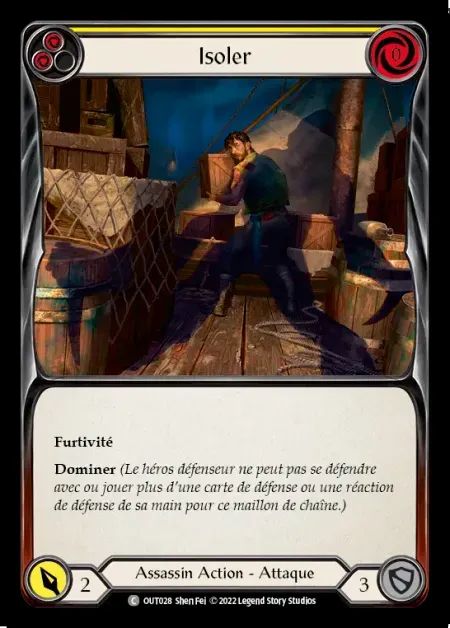 Isoler
0
Furtivité
Dominer (Le héros défenseur ne peut pas se défendre
avec ou jouer plus d'une carte de défense ou une réaction
de défense de sa main pour ce maillon de chaîne.)
2
Assassin Action - Attaque
3
C OUT028 Shen Fei © 2022 Legend Story Studios